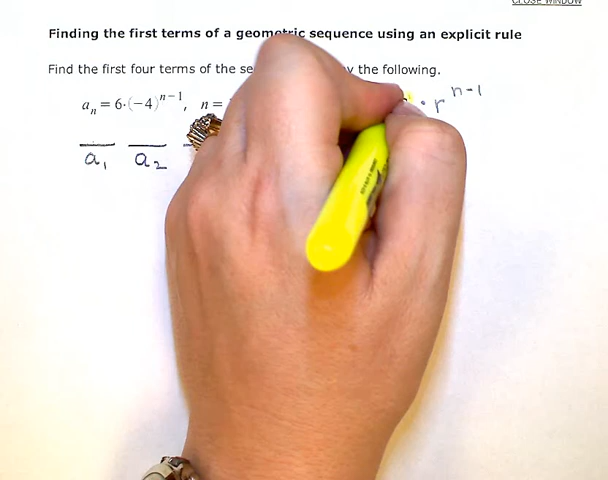 CLOSE WINDOW
Finding the first terms of a geometric sequence using an explicit rule
Find the first four terms of the the following.
aₙ = 6·(−4)ⁿ⁻¹, n =
· rⁿ⁻¹
a₁ a₂